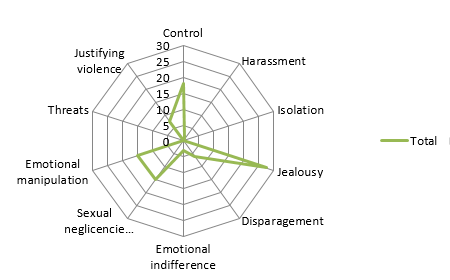 Control
30
25
20
15
10
5
0
Harassment
Isolation
Jealousy
Disparagement
Emotional
indifference
Sexual
neglicencie...
Emotional
manipulation
Threats
Justifying
violence
Total